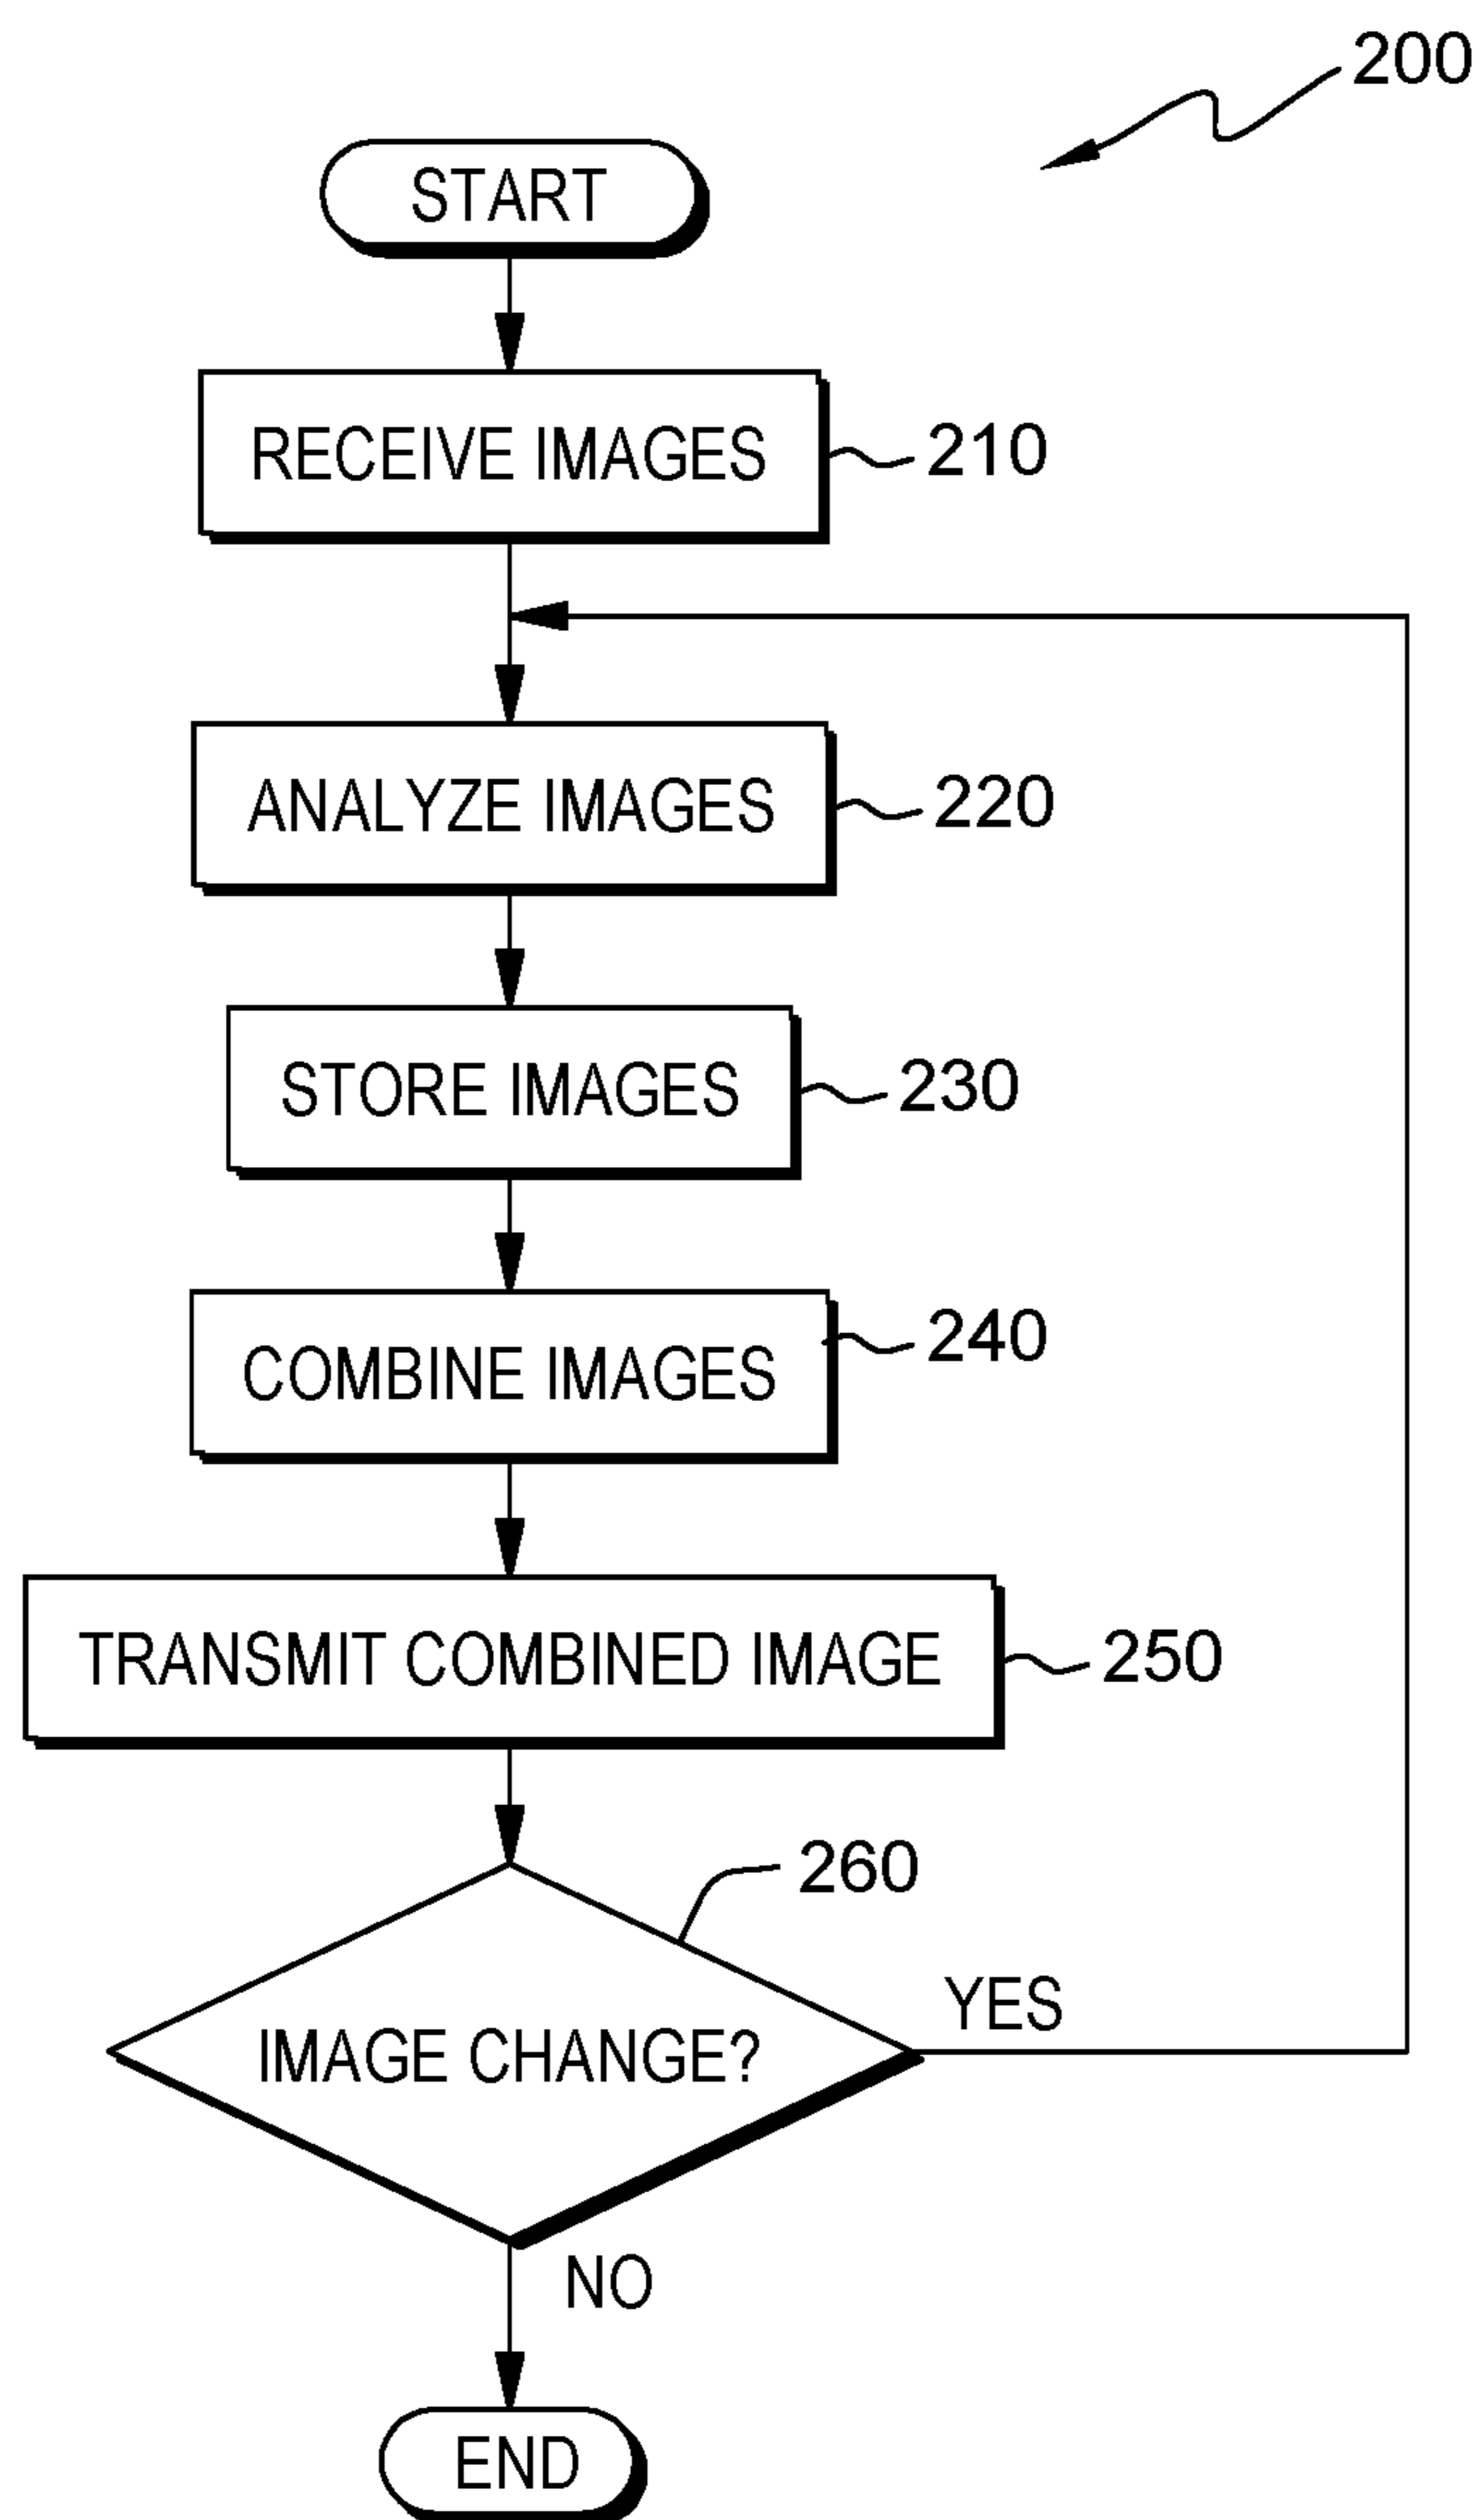 200
START
RECEIVE IMAGES
210
ANALYZE IMAGES
220
STORE IMAGES
230
COMBINE IMAGES
240
TRANSMIT COMBINED IMAGE
250
260
IMAGE CHANGE?
YES
NO
END